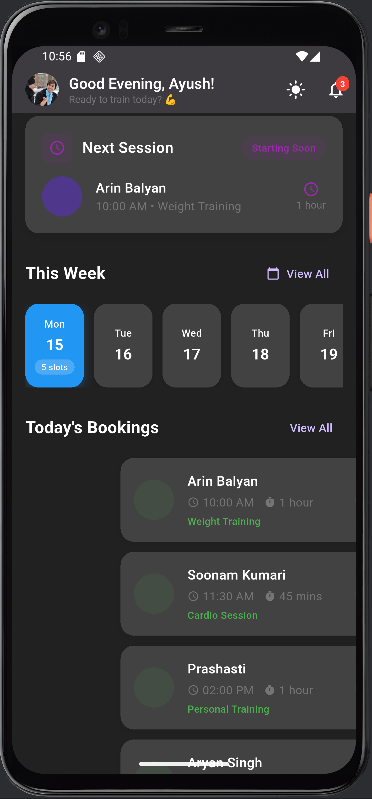 10:56
Good Evening, Ayush!
Ready to train today? 💪
3
Next Session
Starting Soon
Arin Balyan
10:00 AM • Weight Training
1 hour
This Week
View All
Mon
15
5 slots
Tue
16
Wed
17
Thu
18
Fri
19
Today's Bookings
View All
Arin Balyan
10:00 AM 1 hour
Weight Training
Soonam Kumari
11:30 AM 45 mins
Cardio Session
Prashasti
02:00 PM 1 hour
Personal Training
Aryan Singh